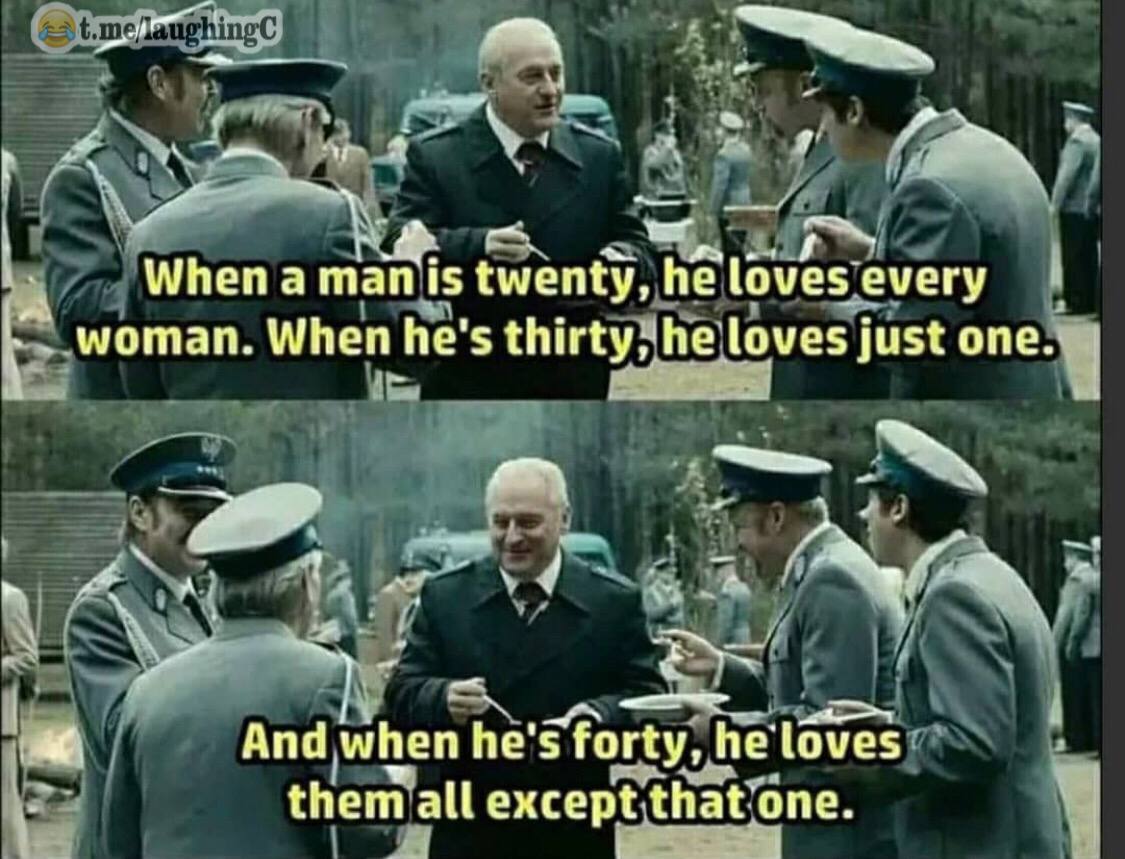 t.me/laughingC
When a man is twenty, he loves every
woman. When he's thirty, he loves just one.
And when he's forty, he loves
them all except that one.